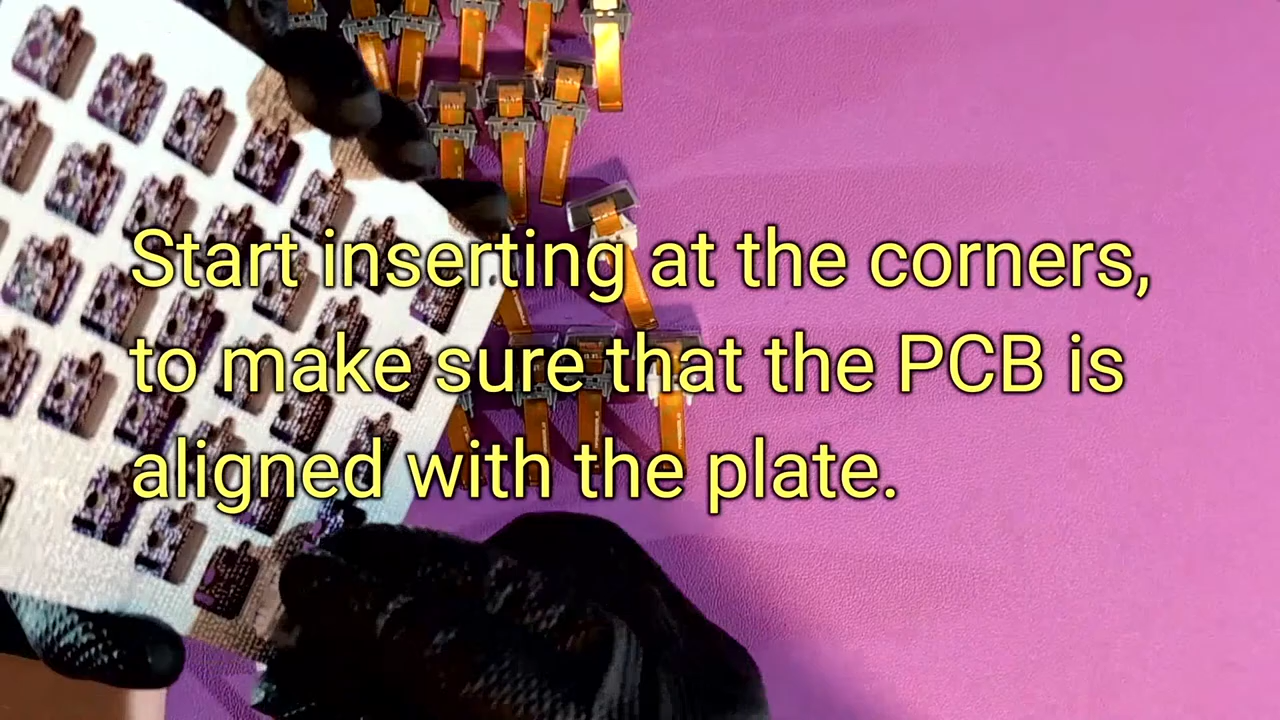 Start inserting at the corners,
to make sure that the PCB is
aligned with the plate.